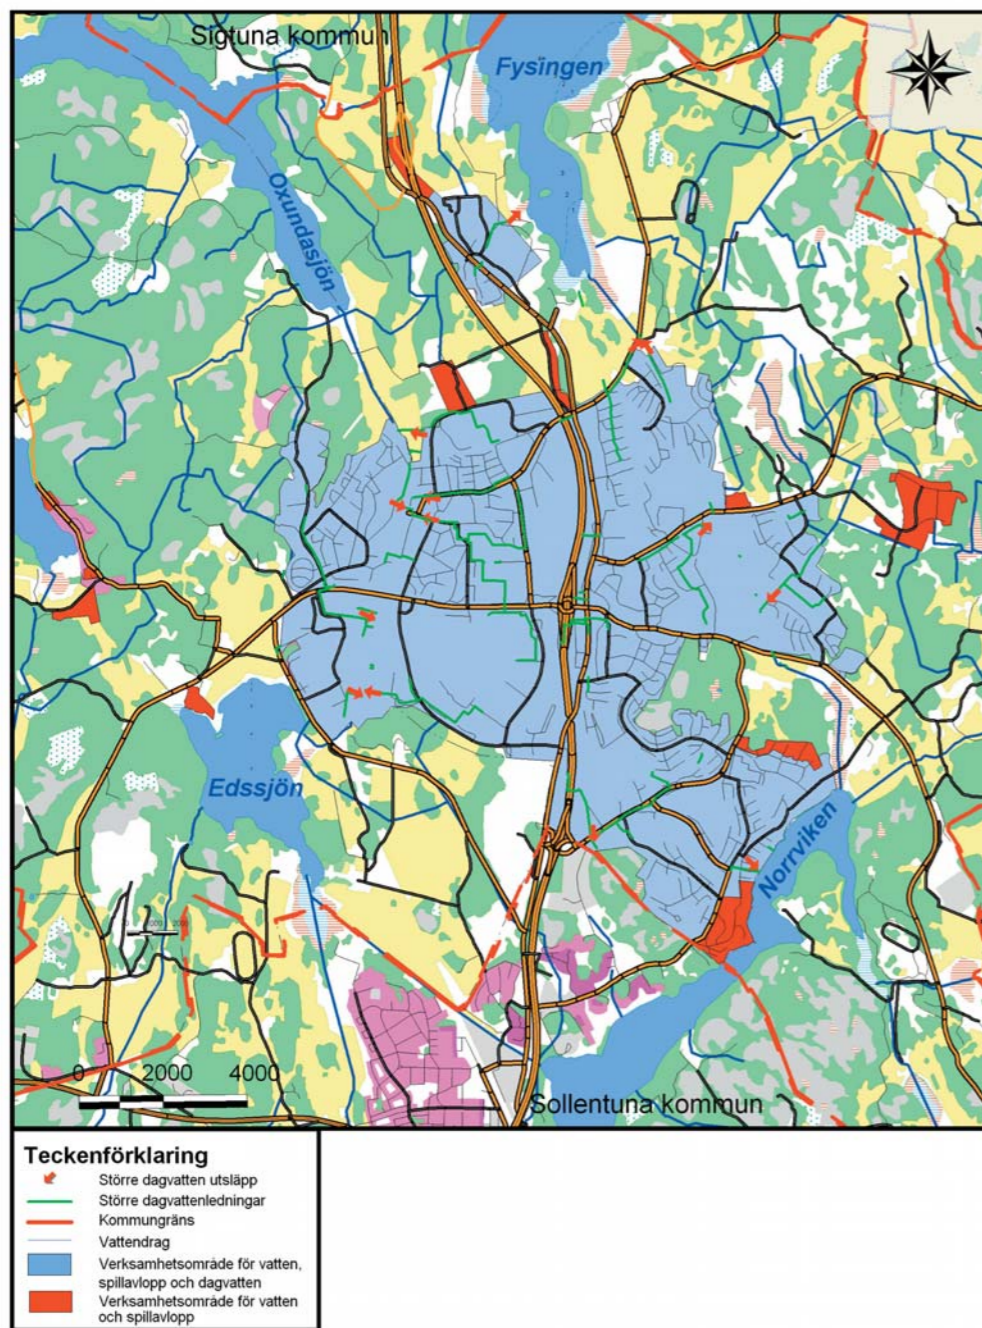 Sigtuna kommun
Fysingen
Oxundasjön
Edssjön
Norrviken
0 2000 4000
Sollentuna kommun
Teckenförklaring
Större dagvatten utsläpp
Större dagvattenledningar
Kommungräns
Vattendrag
Verksamhetsområde för vatten,
spillavlopp och dagvatten
Verksamhetsområde för vatten
och spillavlopp